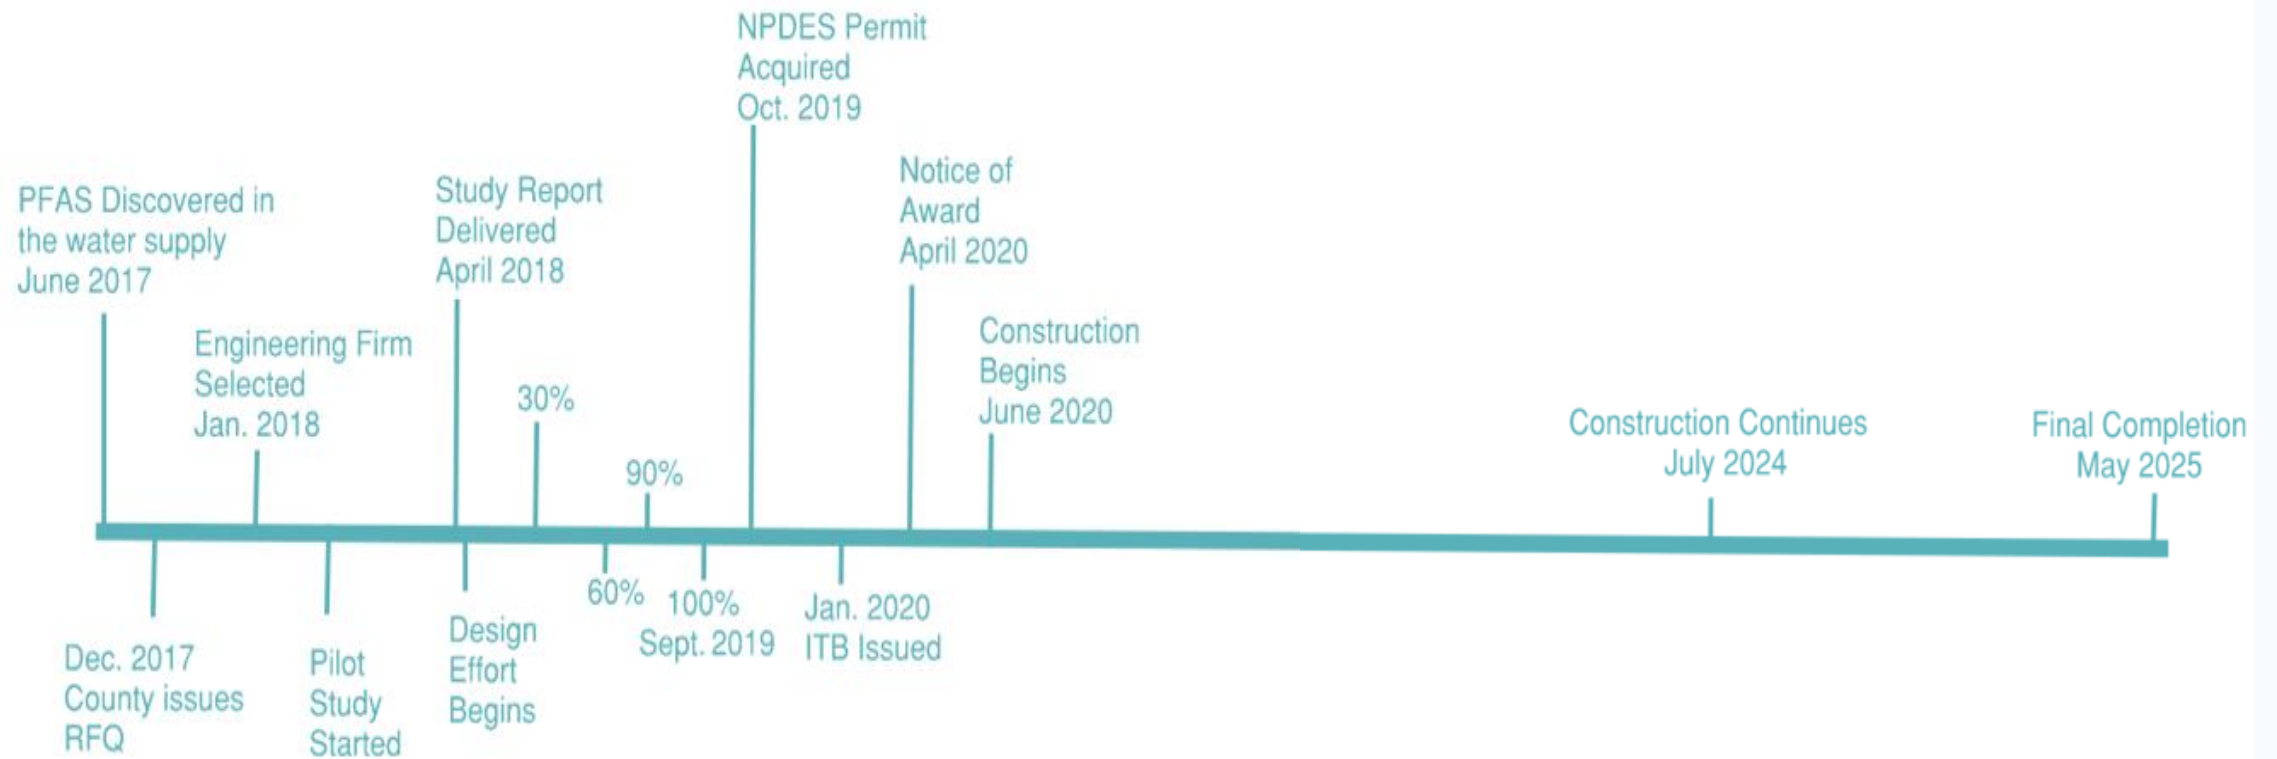 NPDES Permit
Acquired
Oct. 2019
Notice of
Award
April 2020
PFAS Discovered in
the water supply
June 2017
Study Report
Delivered
April 2018
Engineering Firm
Selected
Jan. 2018
30%
90%
Construction
Begins
June 2020
Construction Continues
July 2024
Final Completion
May 2025
Dec. 2017
County issues
RFQ
Pilot
Study
Started
Design
Effort
Begins
60%
100%
Sept. 2019
Jan. 2020
ITB Issued